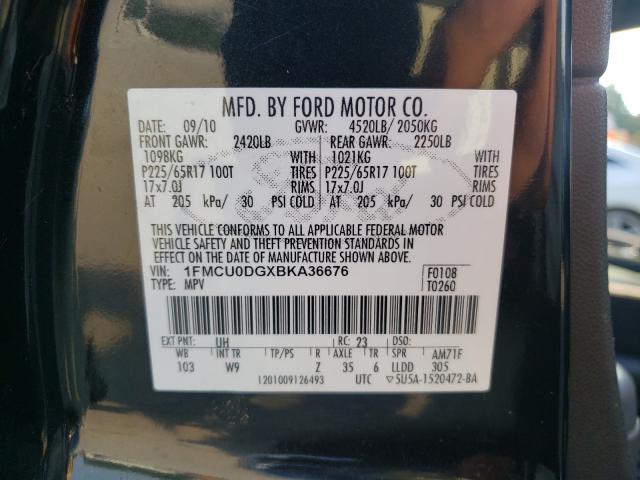 MFD. BY FORD MOTOR CO.
DATE: 09/10 GVWR: 4520LB/ 2050KG
FRONT GAWR: 2420LB REAR GAWR: 2250LB
1098KG WITH 1021KG WITH
P225/65R17 100T TIRES P225/65R17 100T TIRES
17x7.0J RIMS 17x7.0J RIMS
AT 205 kPa/ 30 PSI COLD AT 205 kPa/ 30 PSI COLD
THIS VEHICLE CONFORMS TO ALL APPLICABLE FEDERAL MOTOR
VEHICLE SAFETY AND THEFT PREVENTION STANDARDS IN
EFFECT ON THE DATE OF MANUFACTURE SHOWN ABOVE.
VIN: 1FMCU0DGXBKA36676 F0108
TYPE: MPV T0260
EXT PNT: UH RC: 23 DSO:
WB INT TR TP/PS R AXLE TR SPR AM71F
103 W9 Z 35 6 LLDD 305
1201009126493 UTC ▽5U5A-1520472-BA